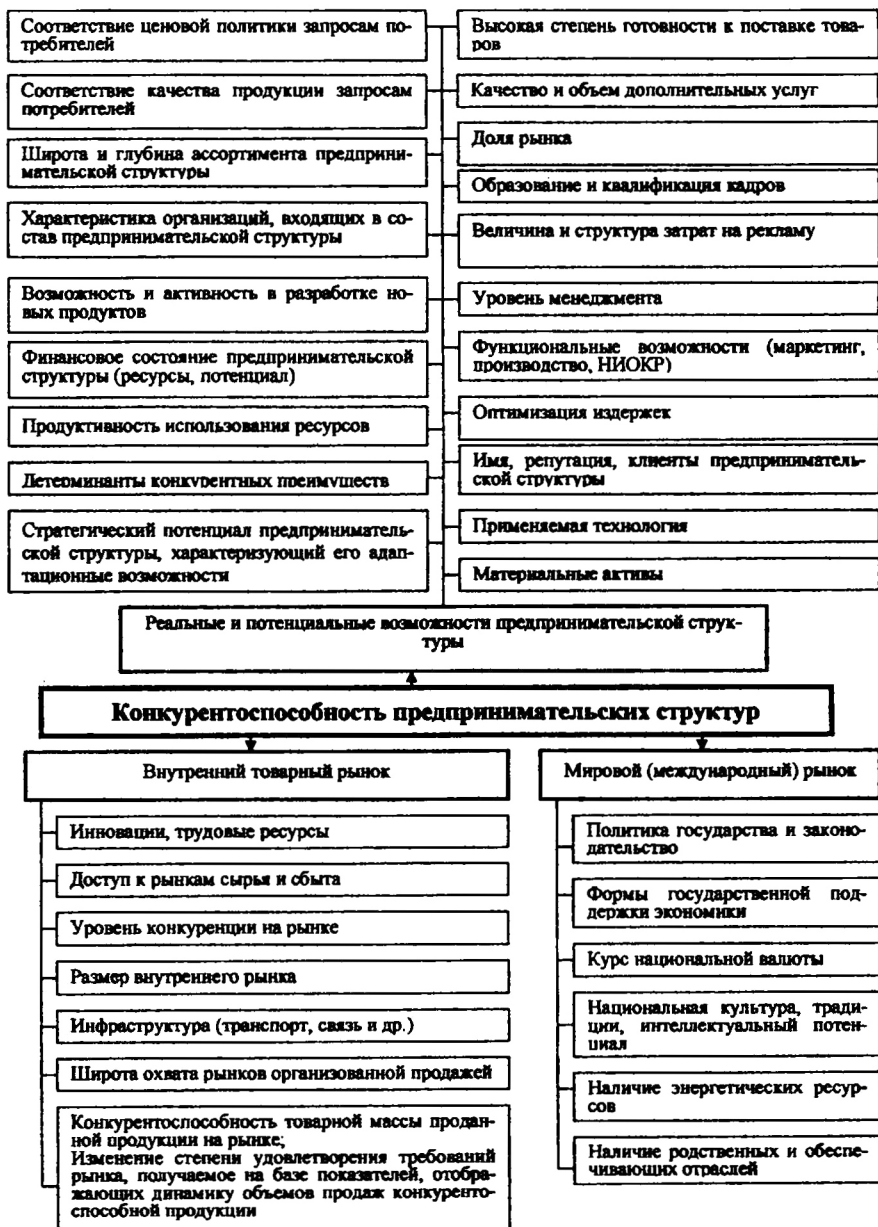 Соответствие ценовой политики запросам по-
требителей
Соответствие качества продукции запросам
потребителей
Широта и глубина ассортимента предприни-
мательской структуры
Характеристика организаций, входящих в со-
став предпринимательской структуры
Возможность и активность в разработке но-
вых продуктов
Финансовое состояние предпринимательской
структуры (ресурсы, потенциал)
Продуктивность использования ресурсов
Детерминанты конкурентных преимуществ
Стратегический потенциал предприниматель-
ской структуры, характеризующий его адап-
тационные возможности
Высокая степень готовности к поставке това-
ров
Качество и объем дополнительных услуг
Доля рынка
Образование и квалификация кадров
Величина и структура затрат на рекламу
Уровень менеджмента
Функциональные возможности (маркетинг,
производство, НИОКР)
Оптимизация издержек
Имя, репутация, клиенты предприниматель-
ской структуры
Применяемая технология
Материальные активы
Реальные и потенциальные возможности предпринимательской струк-
туры
Конкурентоспособность предпринимательских структур
Внутренний товарный рынок
Инновации, трудовые ресурсы
Доступ к рынкам сырья и сбыта
Уровень конкуренции на рынке
Размер внутреннего рынка
Инфраструктура (транспорт, связь и др.)
Широта охвата рынков организованной продажей
Конкурентоспособность товарной массы продан-
ной продукции на рынке;
Изменение степени удовлетворения требований
рынка, получаемое на базе показателей, отобра-
жающих динамику объемов продаж конкуренто-
способной продукции
Мировой (международный) рынок
Политика государства и законо-
дательство
Формы государственной под-
держки экономики
Курс национальной валюты
Национальная культура, тради-
ции, интеллектуальный потен-
циал
Наличие энергетических ресур-
сов
Наличие родственных и обеспе-
чивающих отраслей